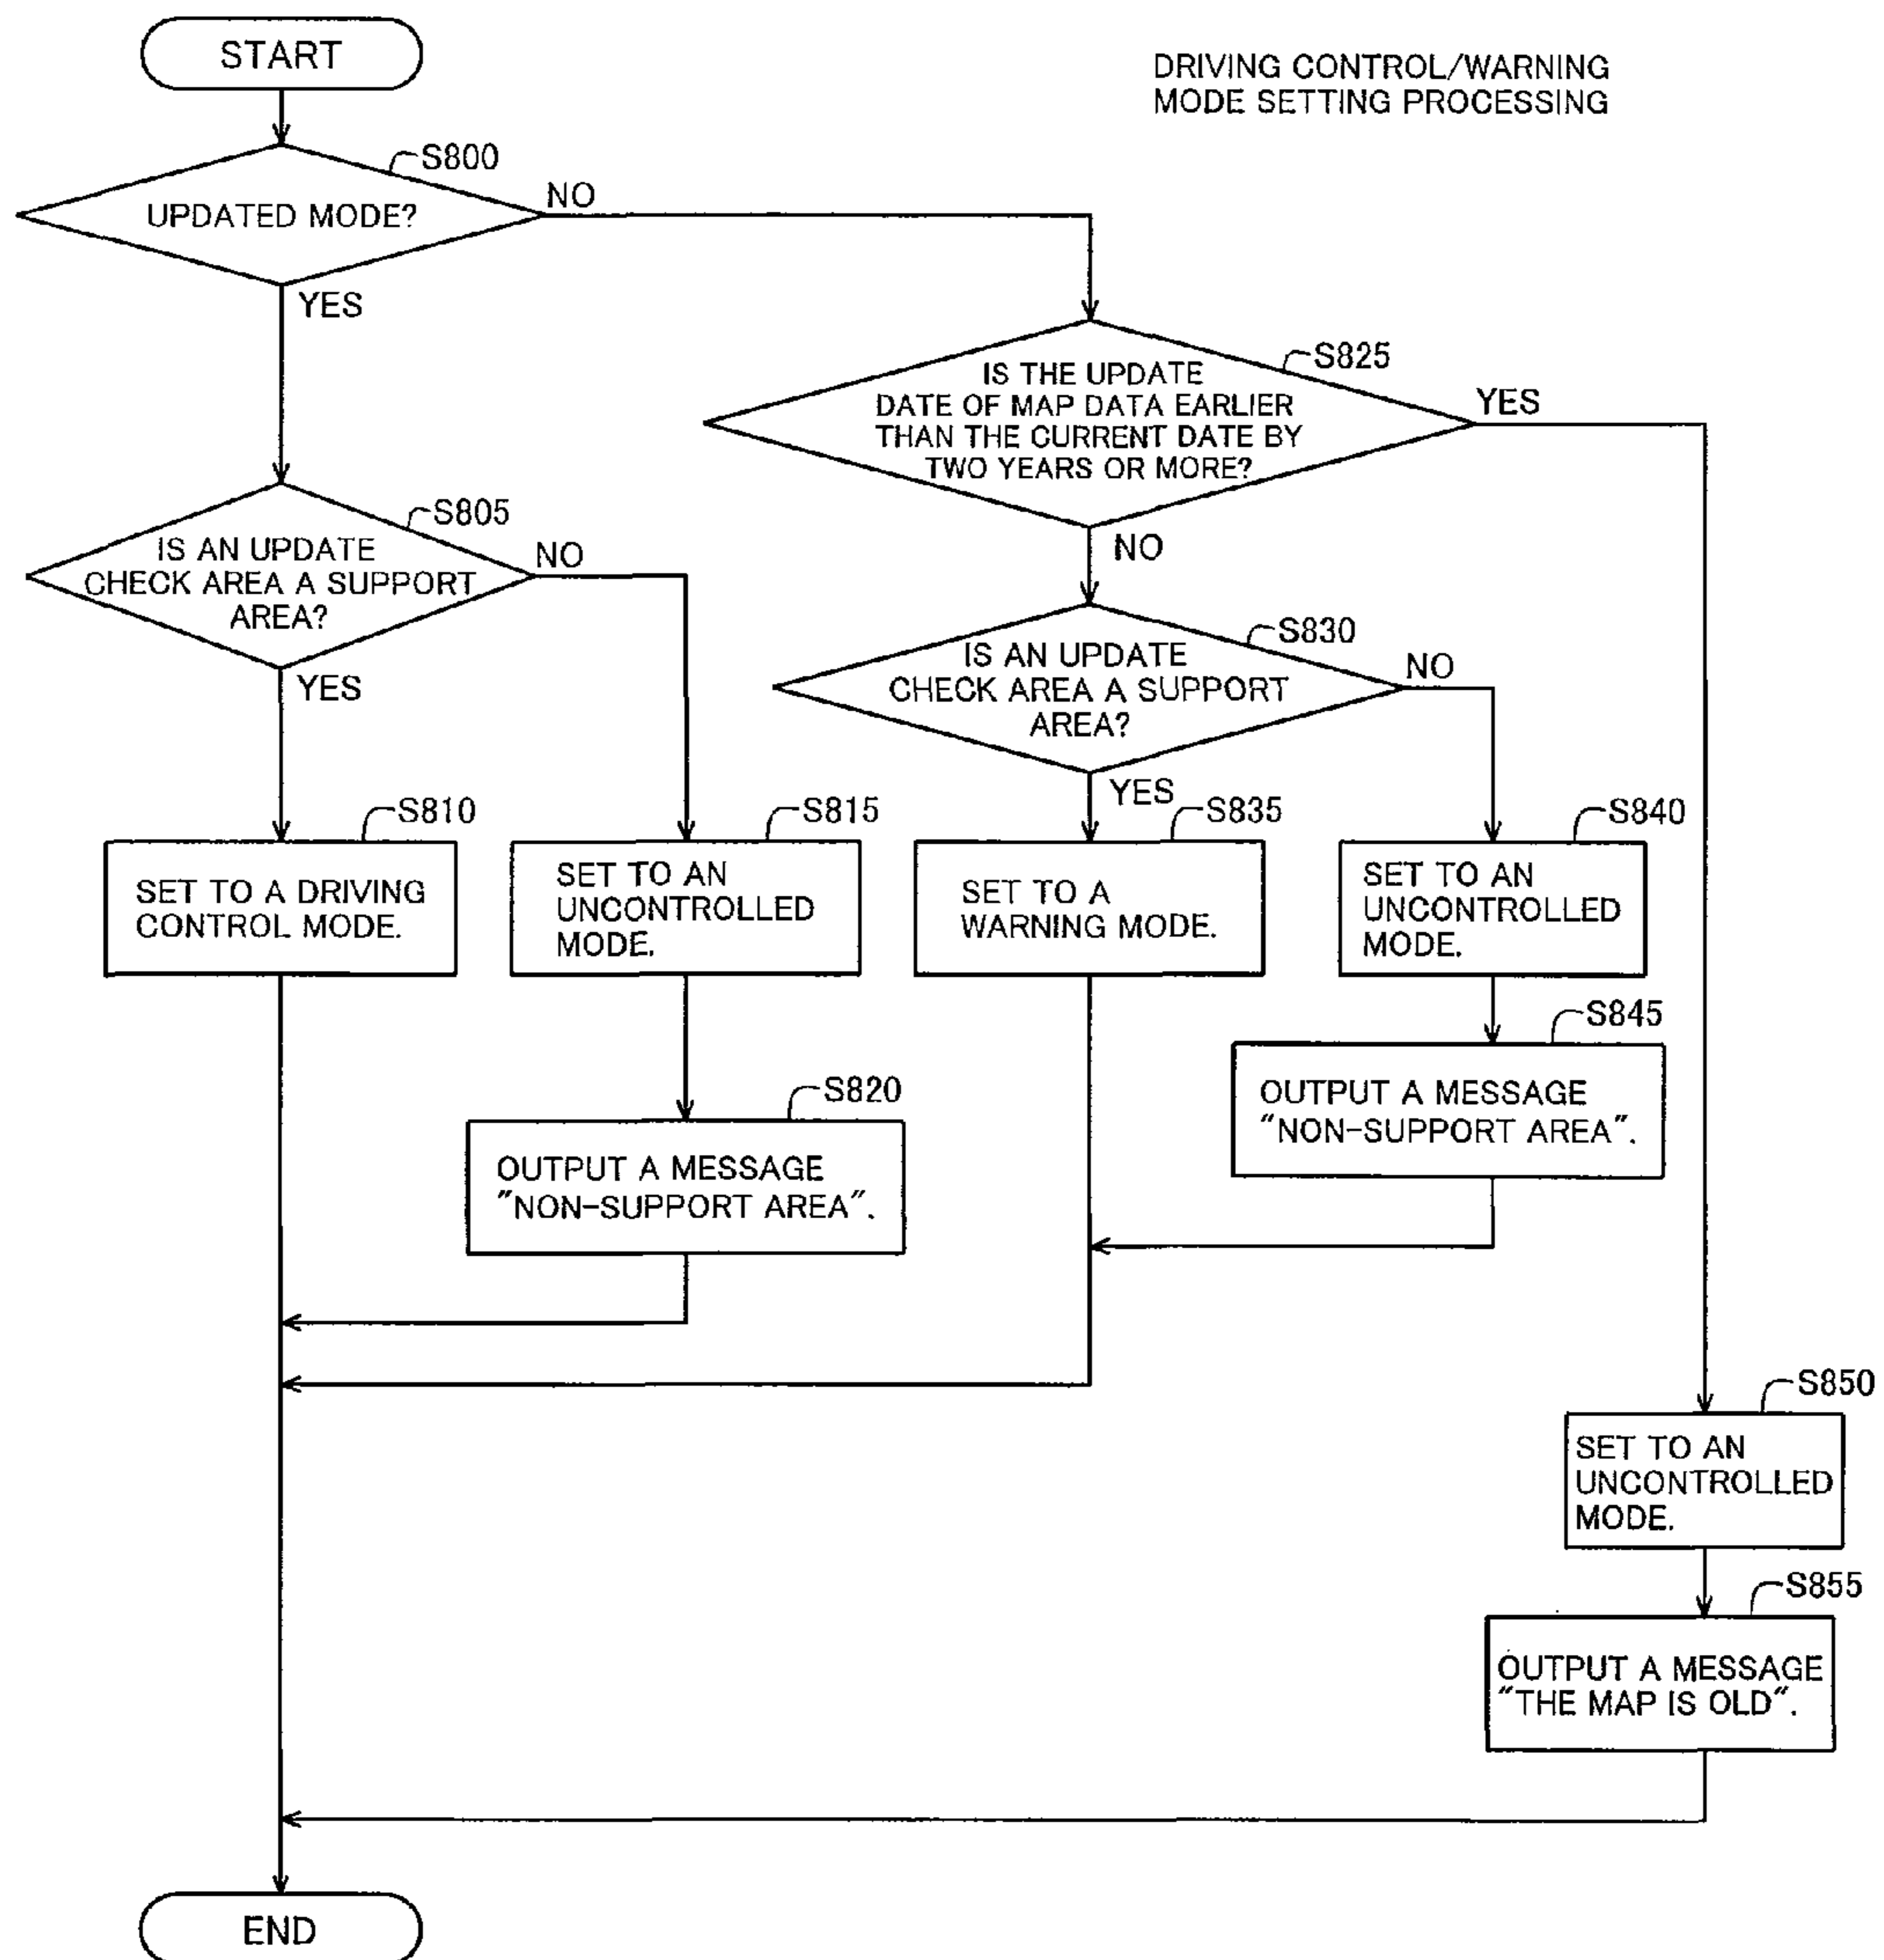 START
DRIVING CONTROL/WARNING
MODE SETTING PROCESSING
S800
UPDATED MODE?
NO
YES
S825
IS THE UPDATE
DATE OF MAP DATA EARLIER
THAN THE CURRENT DATE BY
TWO YEARS OR MORE?
YES
NO
S805
IS AN UPDATE
CHECK AREA A SUPPORT
AREA?
NO
YES
S830
IS AN UPDATE
CHECK AREA A SUPPORT
AREA?
NO
YES
S810
SET TO A DRIVING
CONTROL MODE.
S815
SET TO AN
UNCONTROLLED
MODE.
S835
SET TO A
WARNING MODE.
S840
SET TO AN
UNCONTROLLED
MODE.
S845
OUTPUT A MESSAGE
"NON-SUPPORT AREA".
S820
OUTPUT A MESSAGE
"NON-SUPPORT AREA".
S850
SET TO AN
UNCONTROLLED
MODE.
S855
OUTPUT A MESSAGE
"THE MAP IS OLD".
END